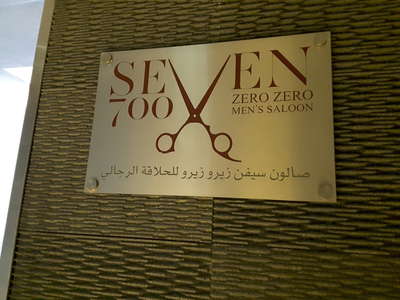 SEVEN
700 ZERO ZERO
MEN'S SALOON
صالون سيفن زيرو زيرو للحلاقة الرجالي